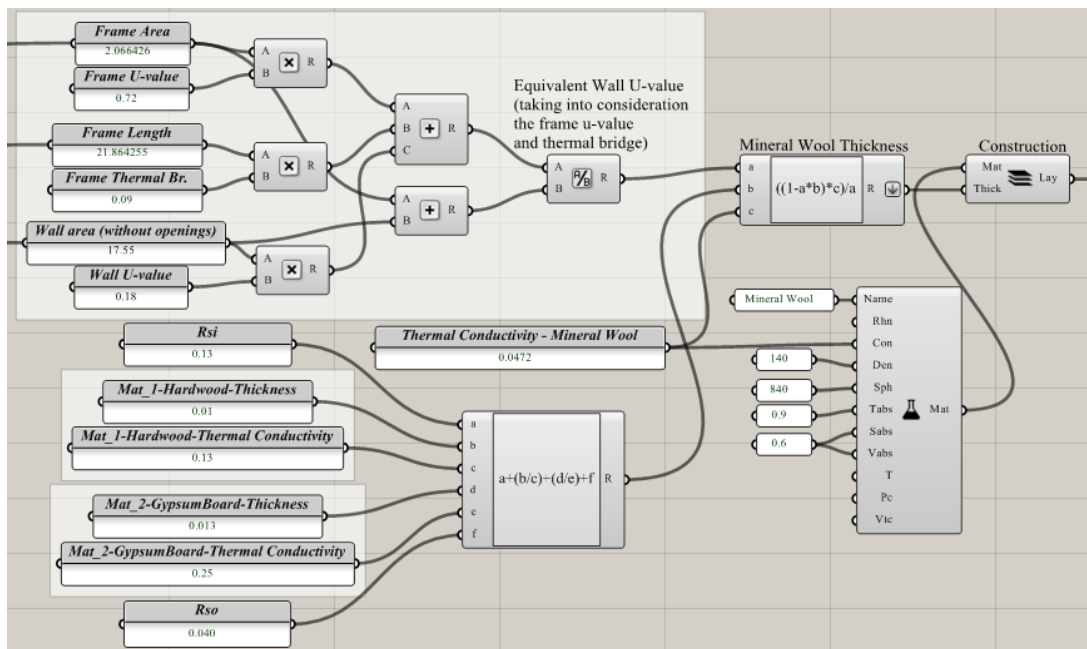 Frame Area
2.066426
Frame U-value
0.72
A
B
R
Frame Length
21.864255
Frame Thermal Br.
0.09
A
B
R
Wall area (without openings)
17.55
Wall U-value
0.18
A
B
R
A
B
C
R
A
B
R
Equivalent Wall U-value
(taking into consideration
the frame u-value
and thermal bridge)
A
B
A/B
R
Mineral Wool Thickness
a
b
c
((1-a*b)*c)/a
R
Construction
Mat
Thick
Lay
Rsi
0.13
Thermal Conductivity - Mineral Wool
0.0472
Mat_1-Hardwood-Thickness
0.01
Mat_1-Hardwood-Thermal Conductivity
0.13
Mat_2-GypsumBoard-Thickness
0.013
Mat_2-GypsumBoard-Thermal Conductivity
0.25
Rso
0.040
a
b
c
d
e
f
a+(b/c)+(d/e)+f
R
Mineral Wool
140
840
0.9
0.6
Name
Rhn
Con
Den
Sph
Tabs
Sabs
Vabs
T
Pc
Vtc
Mat